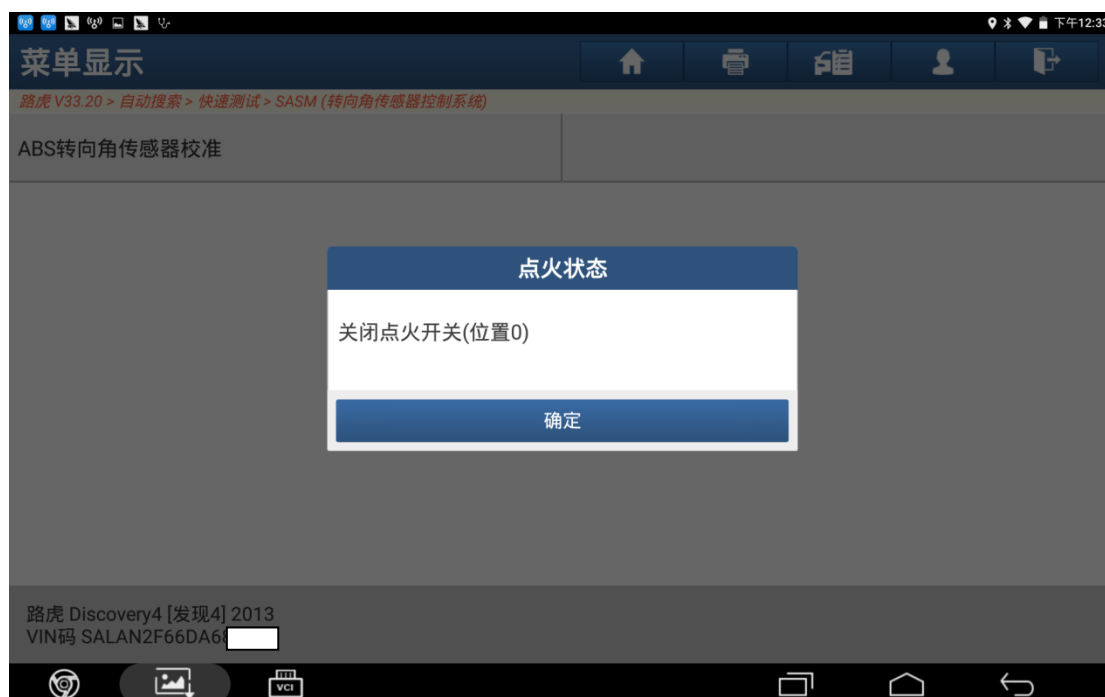 下午12:33
菜单显示
路虎 V33.20 > 自动搜索 > 快速测试 > SASM (转向角传感器控制系统)
ABS转向角传感器校准
点火状态
关闭点火开关(位置0)
确定
路虎 Discovery4 [发现4] 2013
VIN码 SALAN2F66DA6
VCI